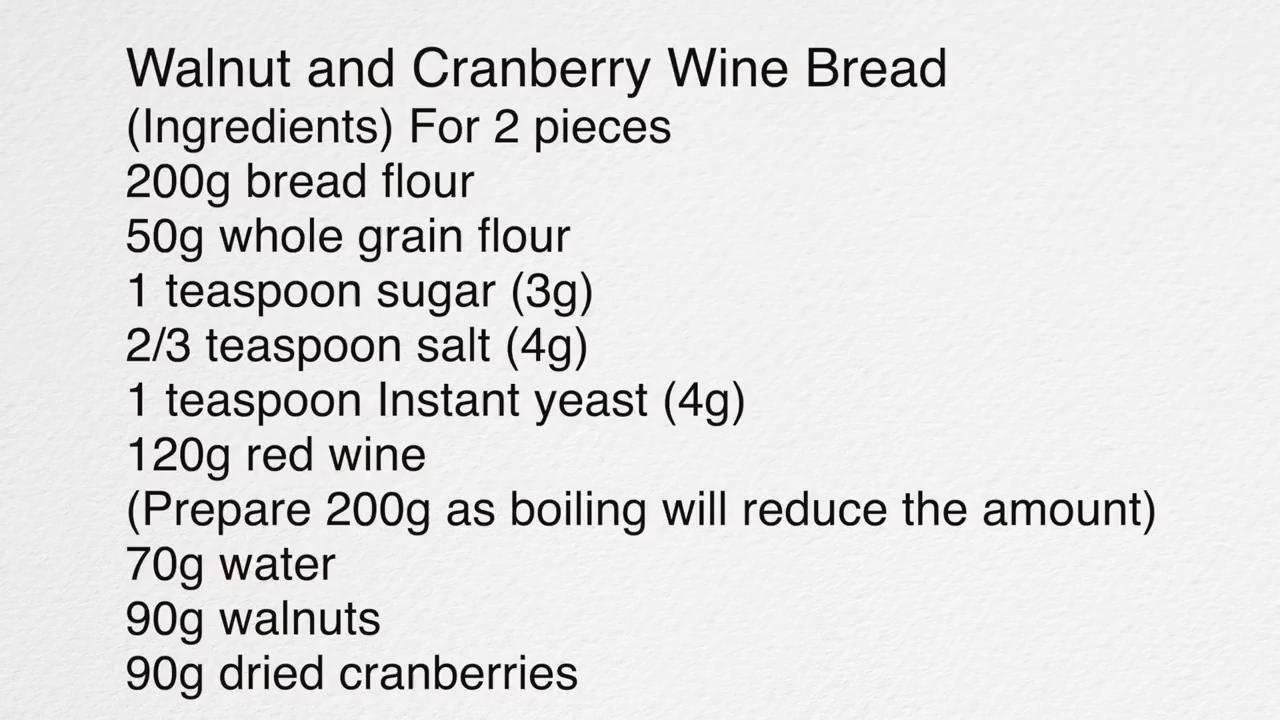 Walnut and Cranberry Wine Bread
(Ingredients) For 2 pieces
200g bread flour
50g whole grain flour
1 teaspoon sugar (3g)
2/3 teaspoon salt (4g)
1 teaspoon Instant yeast (4g)
120g red wine
(Prepare 200g as boiling will reduce the amount)
70g water
90g walnuts
90g dried cranberries